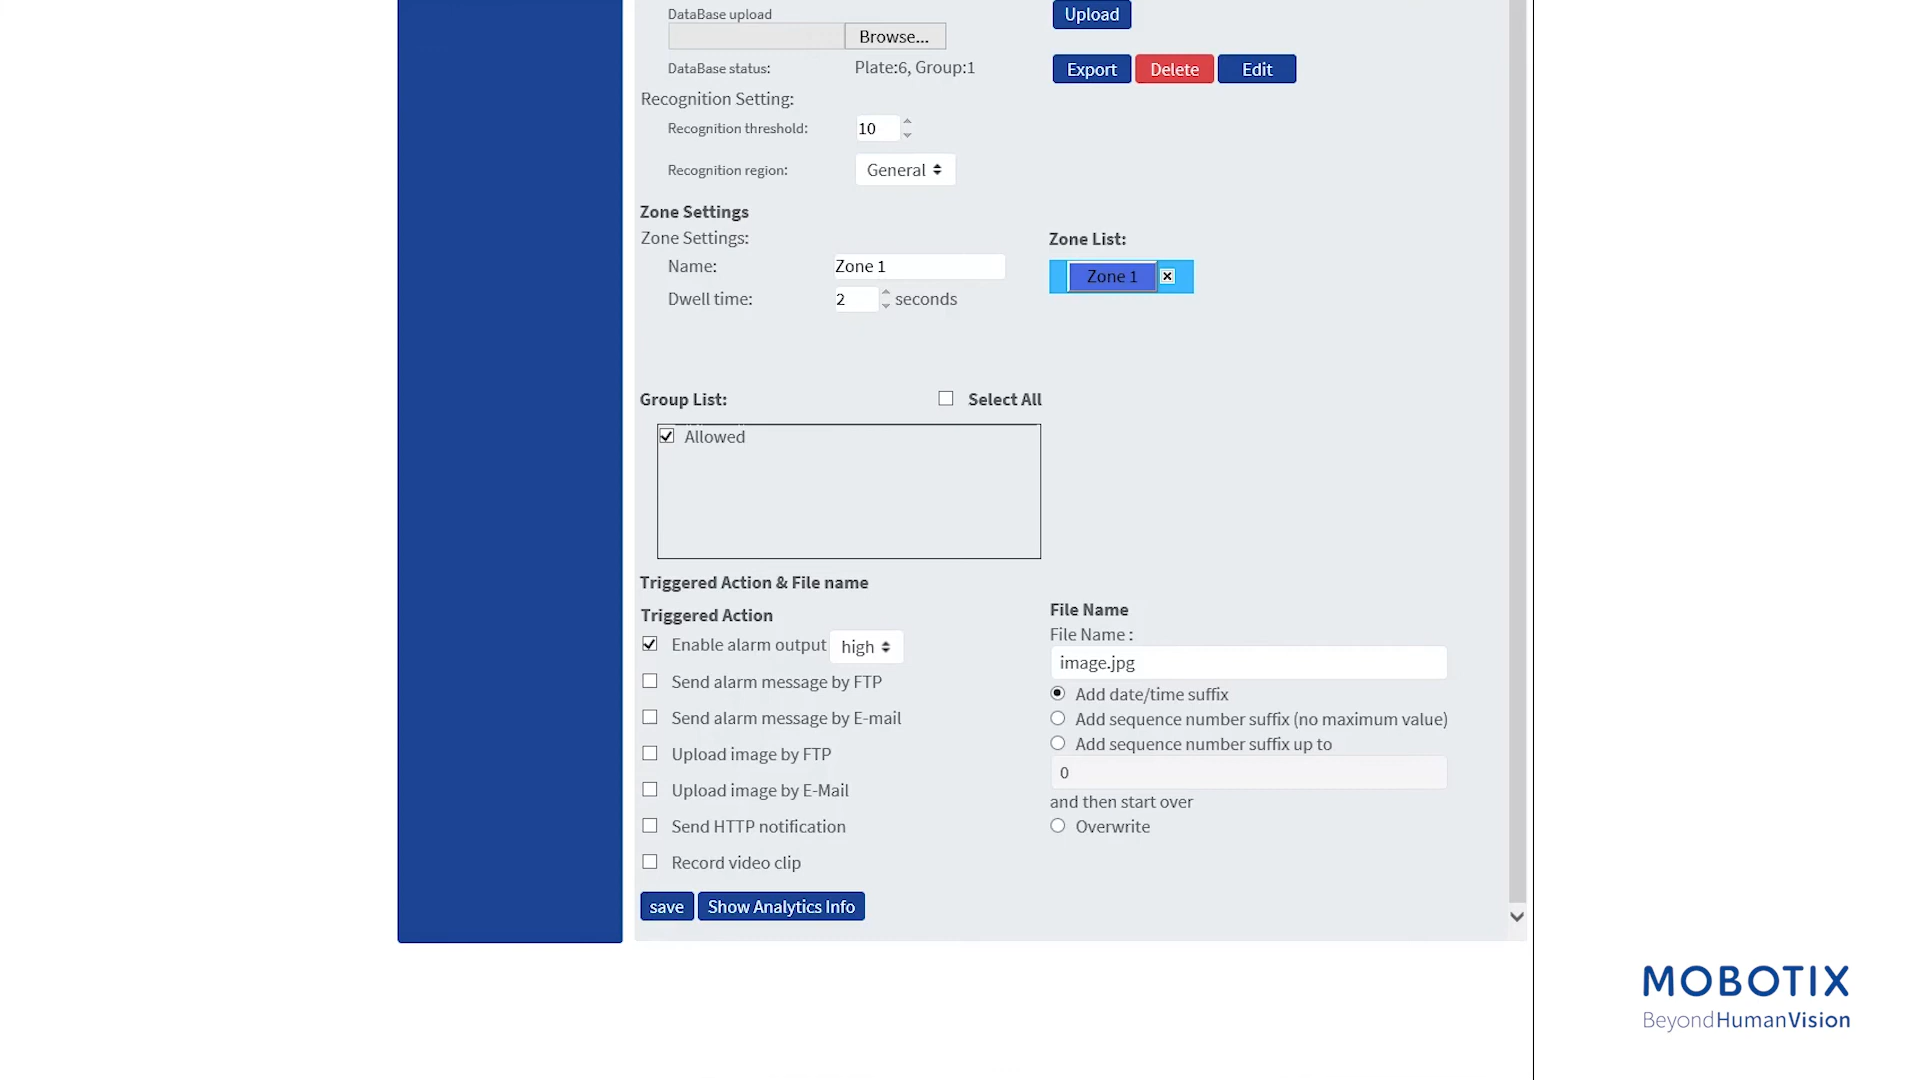 DataBase upload
Browse...
Upload
DataBase status:
Plate:6, Group:1
Export
Delete
Edit
Recognition Setting:
Recognition threshold:
10
Recognition region:
General
Zone Settings
Zone Settings:
Zone List:
Name:
Zone 1
Zone 1
Dwell time:
2
seconds
Group List:
Select All
Allowed
Triggered Action & File name
Triggered Action
Enable alarm output
high
Send alarm message by FTP
Send alarm message by E-mail
Upload image by FTP
Upload image by E-Mail
Send HTTP notification
Record video clip
File Name
File Name :
image.jpg
Add date/time suffix
Add sequence number suffix (no maximum value)
Add sequence number suffix up to
0
and then start over
Overwrite
save
Show Analytics Info
MOBOTIX
BeyondHumanVision